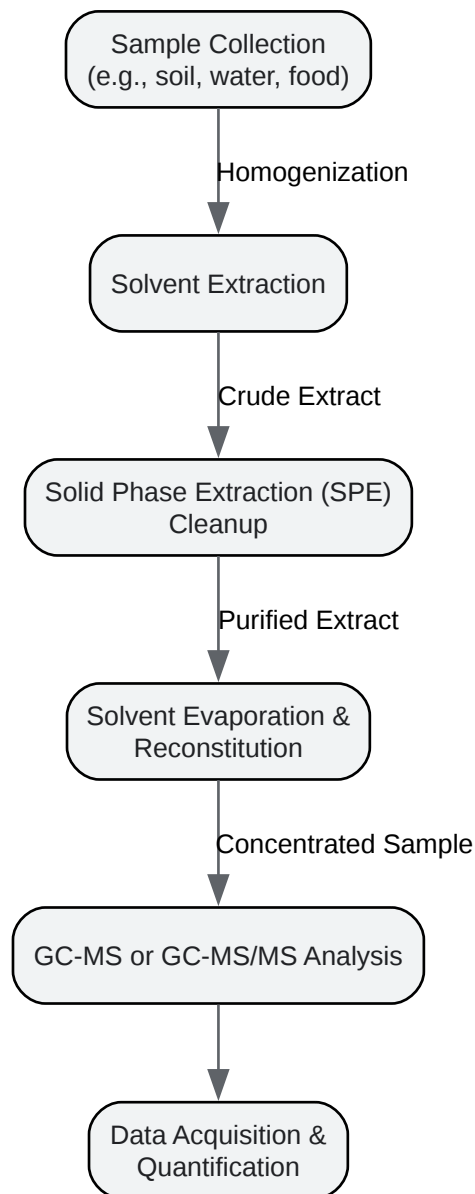 Sample Collection
(e.g., soil, water, food)
Homogenization
Solvent Extraction
Crude Extract
Solid Phase Extraction (SPE)
Cleanup
Purified Extract
Solvent Evaporation &
Reconstitution
Concentrated Sample
GC-MS or GC-MS/MS Analysis
Data Acquisition &
Quantification